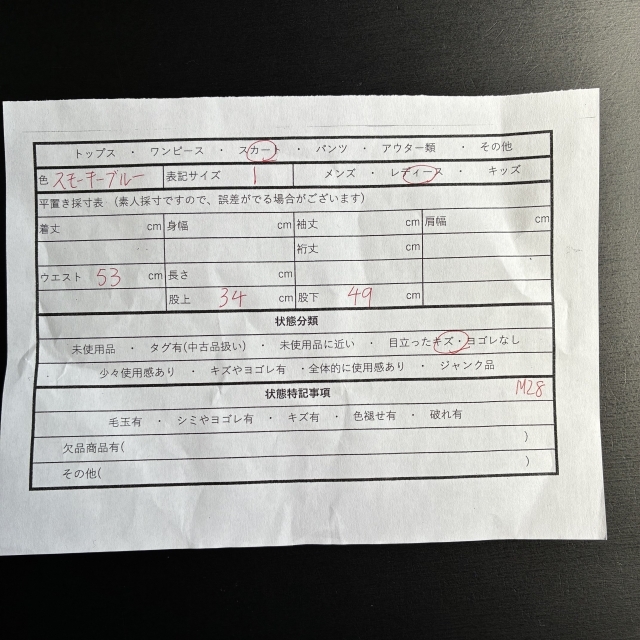 トップス ・ ワンピース ・ スカート ・ パンツ ・ アウター類 ・ その他
色 スモーキーブルー 表記サイズ 1 メンズ ・ レディース ・ キッズ
平置き採寸表 (素人採寸ですので、誤差がでる場合がございます)
着丈 cm 身幅 cm 袖丈 cm 肩幅 cm
裄丈 cm
ウエスト 53 cm 長さ cm
股上 34 cm 股下 49 cm
状態分類
未使用品 ・ タグ有(中古品扱い) ・ 未使用品に近い ・ 目立ったキズ・ヨゴレなし
少々使用感あり ・ キズやヨゴレ有 ・全体的に使用感あり ・ ジャンク品
状態特記事項 M28
毛玉有 ・ シミやヨゴレ有 ・ キズ有 ・ 色褪せ有 ・ 破れ有
欠品商品有( )
その他( )